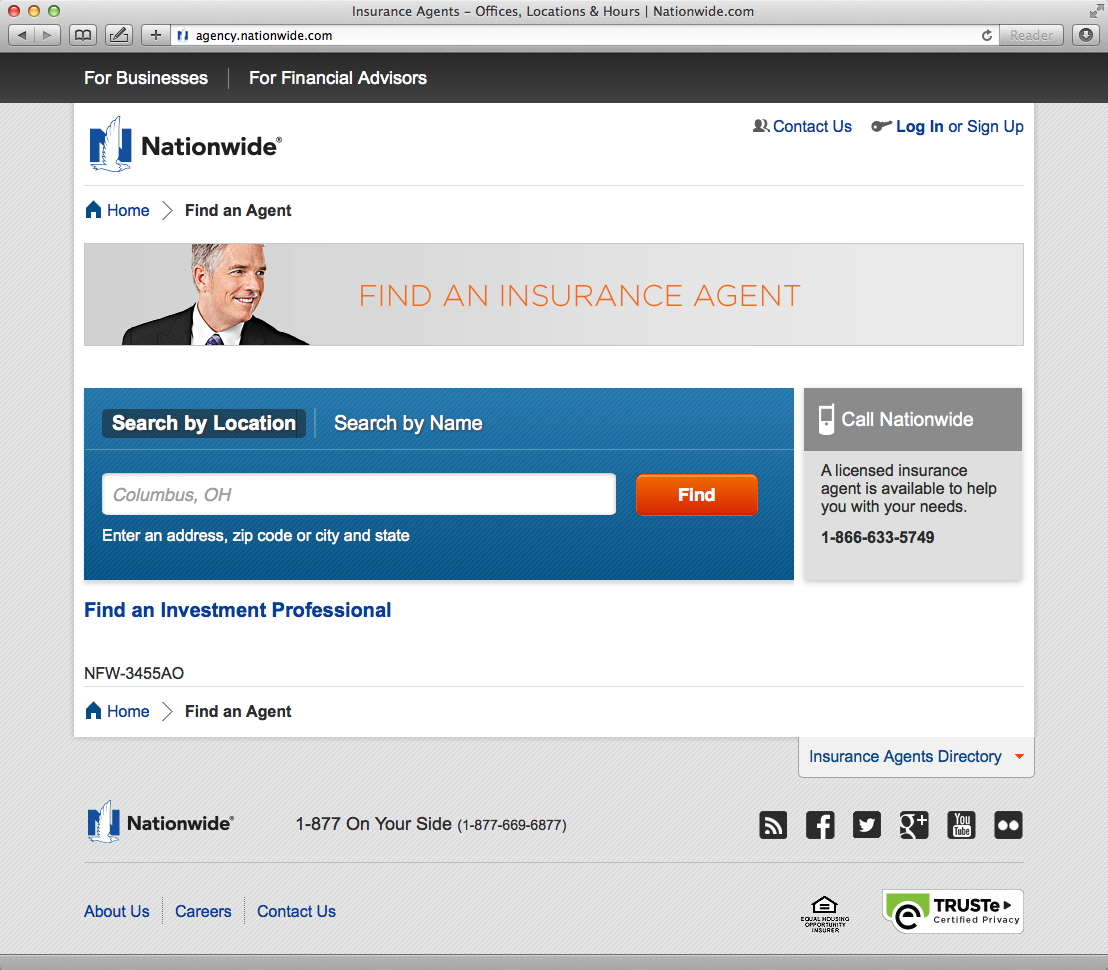 Insurance Agents – Offices, Locations & Hours | Nationwide.com
agency.nationwide.com
Reader
For Businesses
For Financial Advisors
Nationwide®
Contact Us
Log In or Sign Up
Home
Find an Agent
FIND AN INSURANCE AGENT
Search by Location
Search by Name
Columbus, OH
Find
Enter an address, zip code or city and state
Call Nationwide
A licensed insurance
agent is available to help
you with your needs.
1-866-633-5749
Find an Investment Professional
NFW-3455AO
Home
Find an Agent
Insurance Agents Directory
Nationwide®
1-877 On Your Side (1-877-669-6877)
g+
You
Tube
About Us
Careers
Contact Us
EQUAL HOUSING
OPPORTUNITY
INSURER
TRUSTe
Certified Privacy